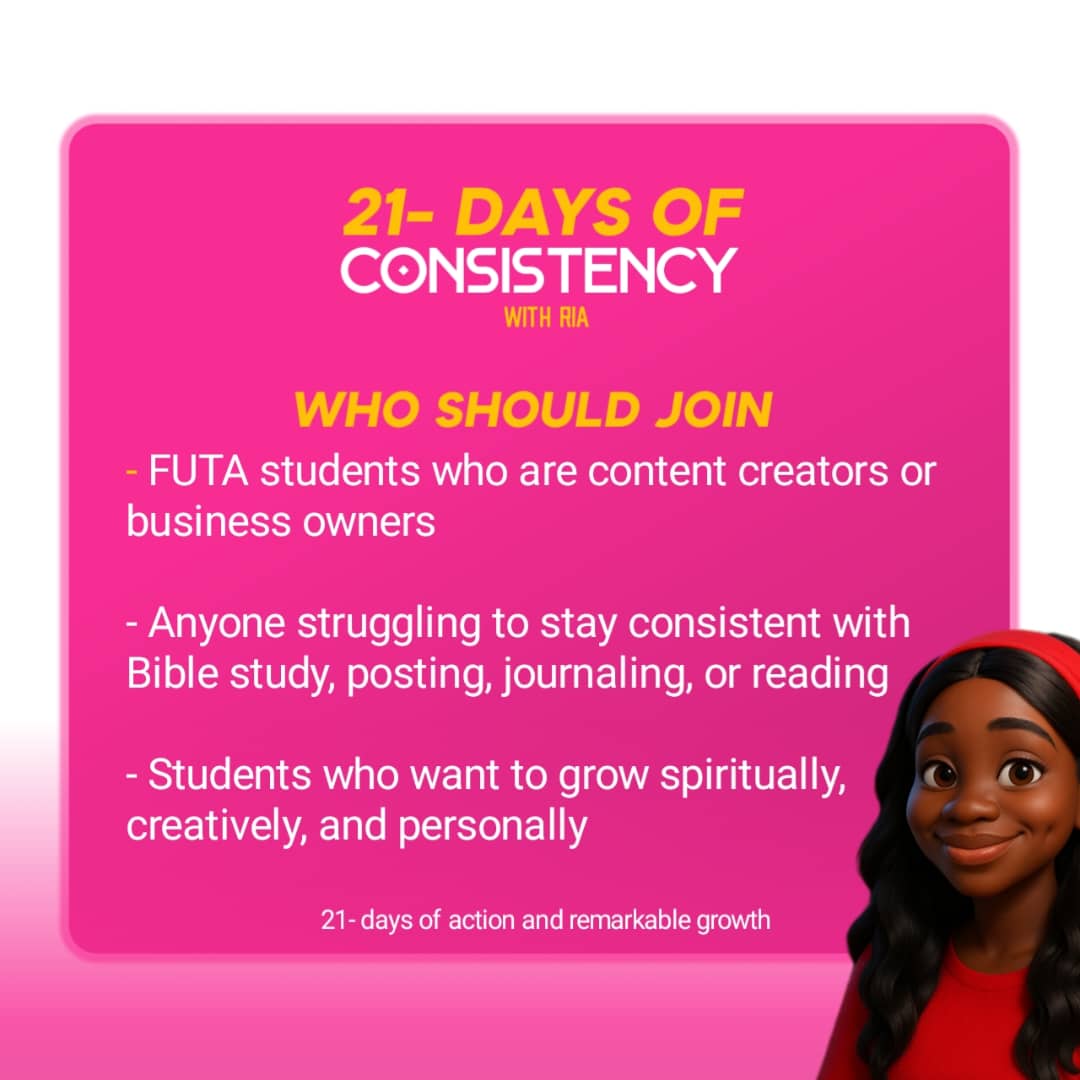 21- DAYS OF
CONSISTENCY
WITH RIA
WHO SHOULD JOIN
- FUTA students who are content creators or
business owners
- Anyone struggling to stay consistent with
Bible study, posting, journaling, or reading
- Students who want to grow spiritually,
creatively, and personally
21- days of action and remarkable growth